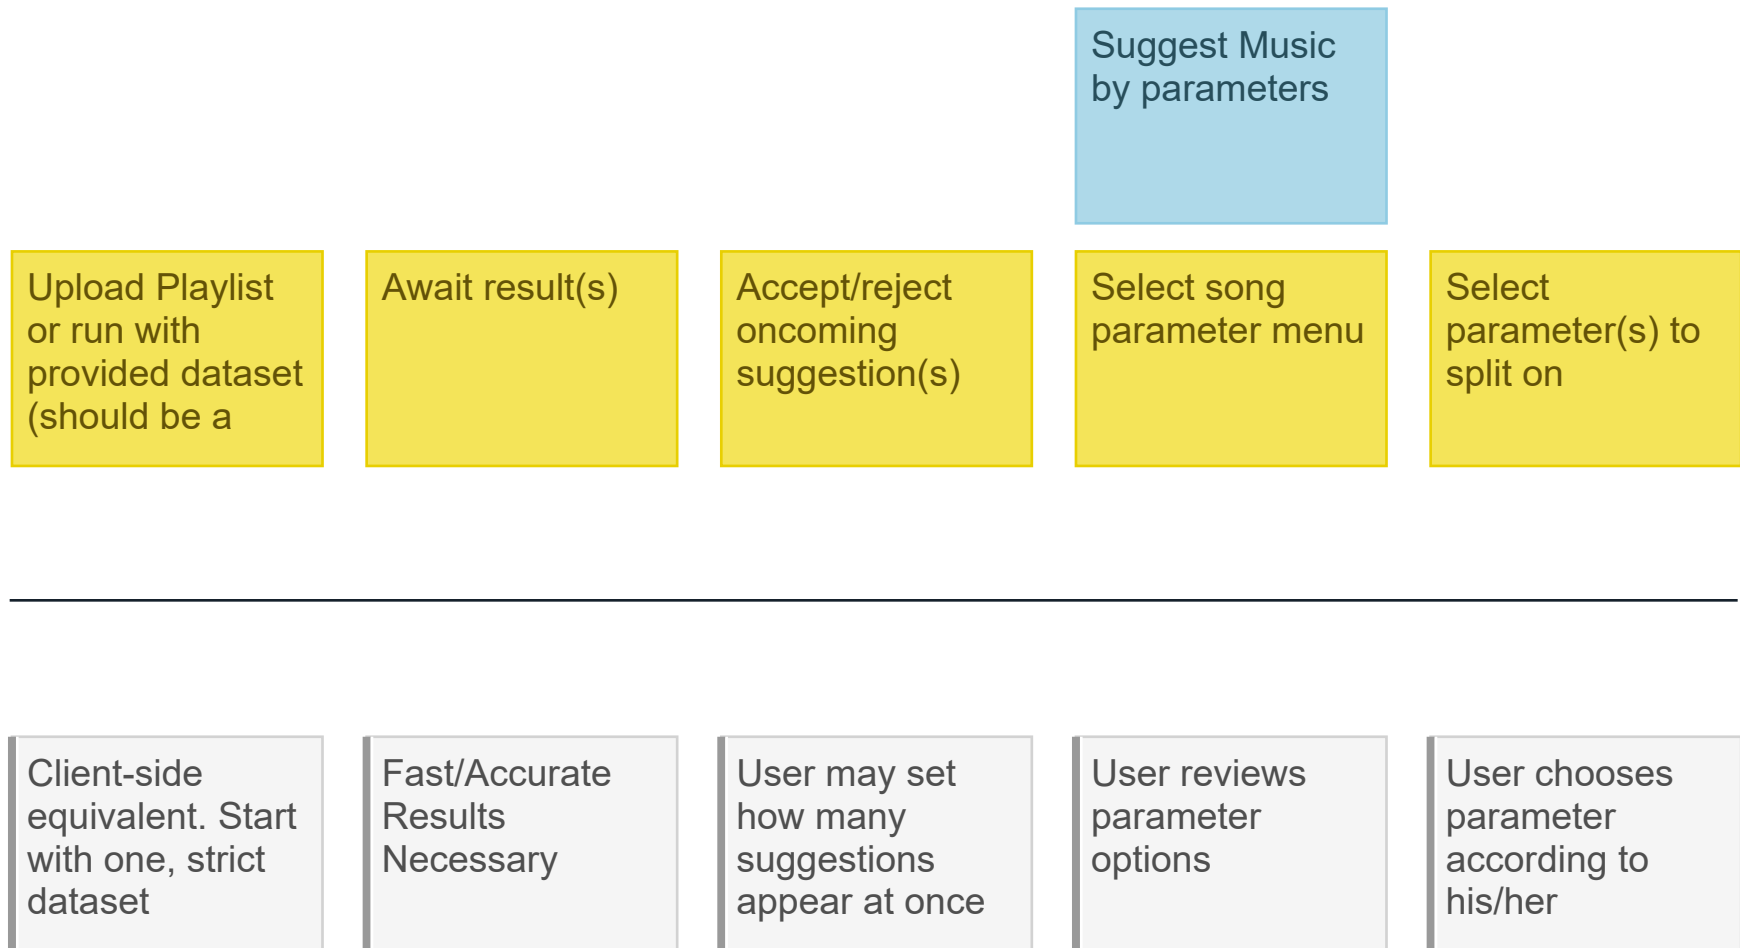 Suggest Music
by parameters
Upload Playlist
or run with
provided dataset
(should be a
Await result(s)
Accept/reject
oncoming
suggestion(s)
Select song
parameter menu
Select
parameter(s) to
split on
Client-side
equivalent. Start
with one, strict
dataset
Fast/Accurate
Results
Necessary
User may set
how many
suggestions
appear at once
User reviews
parameter
options
User chooses
parameter
according to
his/her